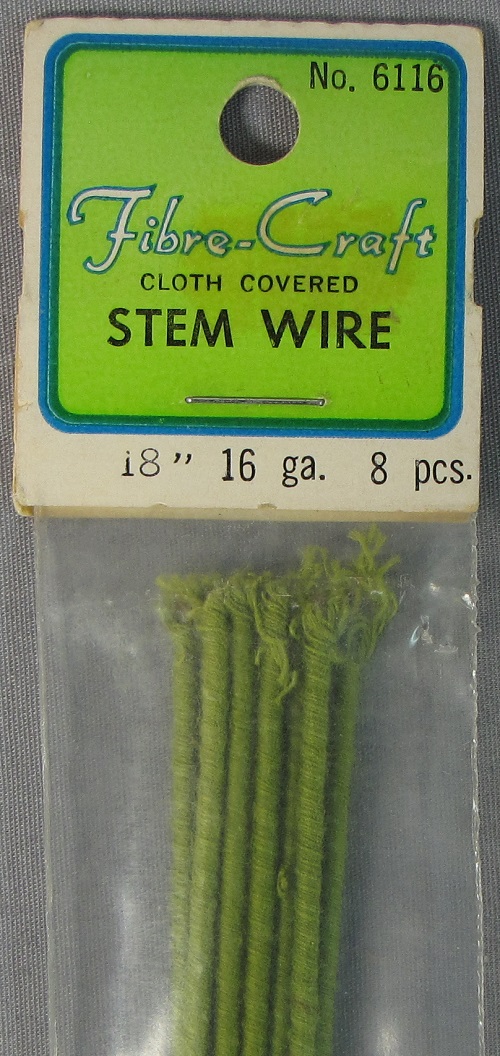 No. 6116
Fibre-Craft
CLOTH COVERED
STEM WIRE
18" 16 ga. 8 pcs.